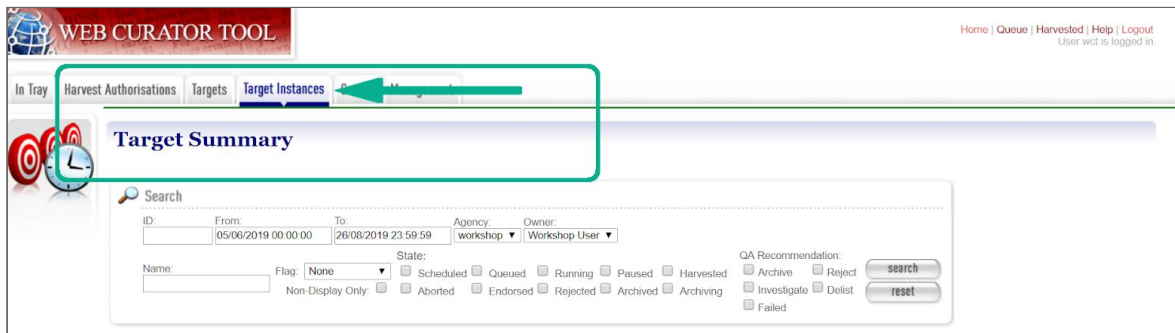 WEB CURATOR TOOL
Home | Queue | Harvested | Help | Logout
User wct is logged in.
In Tray Harvest Authorisations Targets Target Instances
Target Summary
Search
ID: From: To: Agency: Owner:
05/06/2019 00:00:00 26/08/2019 23:59:59 workshop Workshop User
State: QA Recommendation:
Name: Flag: None Scheduled Queued Running Paused Harvested Archive Reject search
Non-Display Only: Aborted Endorsed Rejected Archived Archiving Investigate Delist reset
Failed